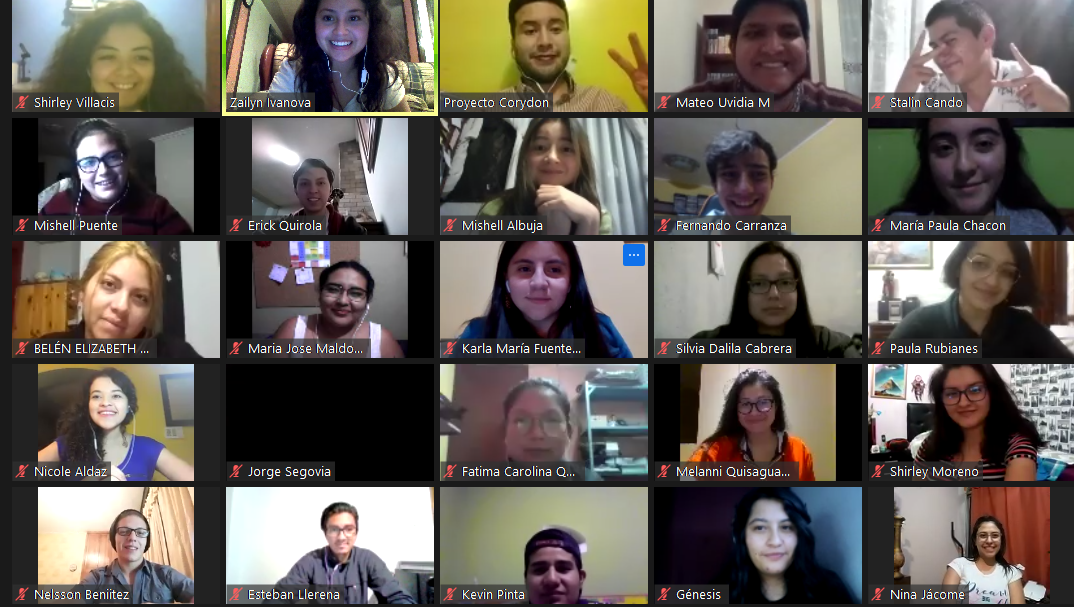 Shirley Villacis
Zailyn Ivanova
Proyecto Corydon
Mateo Uvidia M
Stalin Cando
Mishell Puente
Erick Quirola
Mishell Albuja
Fernando Carranza
María Paula Chacon
BELÉN ELIZABETH ...
Maria Jose Maldo...
Karla María Fuente...
Silvia Dalila Cabrera
Paula Rubianes
Nicole Aldaz
Jorge Segovia
Fatima Carolina Q...
Melanni Quisagua...
Shirley Moreno
Nelsson Beniitez
Esteban Llerena
Kevin Pinta
Génesis
Nina Jácome